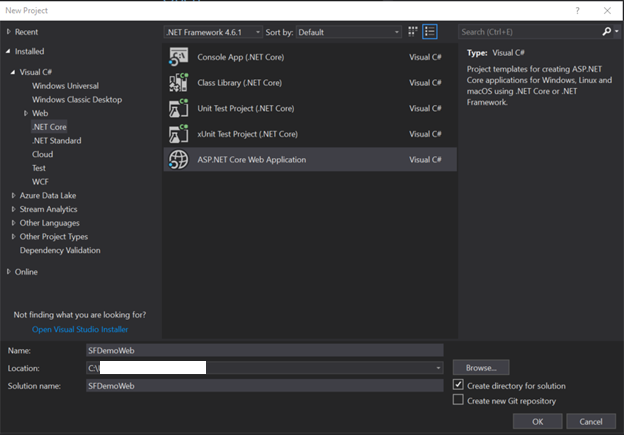 New Project
? ×
Recent
.NET Framework 4.6.1
Sort by: Default
Search (Ctrl+E)
Installed
Visual C#
Windows Universal
Windows Classic Desktop
Web
.NET Core
.NET Standard
Cloud
Test
WCF
Azure Data Lake
Stream Analytics
Other Languages
Other Project Types
Dependency Validation
Online
Not finding what you are looking for?
Open Visual Studio Installer
Console App (.NET Core) Visual C#
Class Library (.NET Core) Visual C#
Unit Test Project (.NET Core) Visual C#
xUnit Test Project (.NET Core) Visual C#
ASP.NET Core Web Application Visual C#
Type: Visual C#
Project templates for creating ASP.NET
Core applications for Windows, Linux and
macOS using .NET Core or .NET
Framework.
Name: SFDemoWeb
Location: C:\
Browse...
Solution name: SFDemoWeb
Create directory for solution
Create new Git repository
OK Cancel